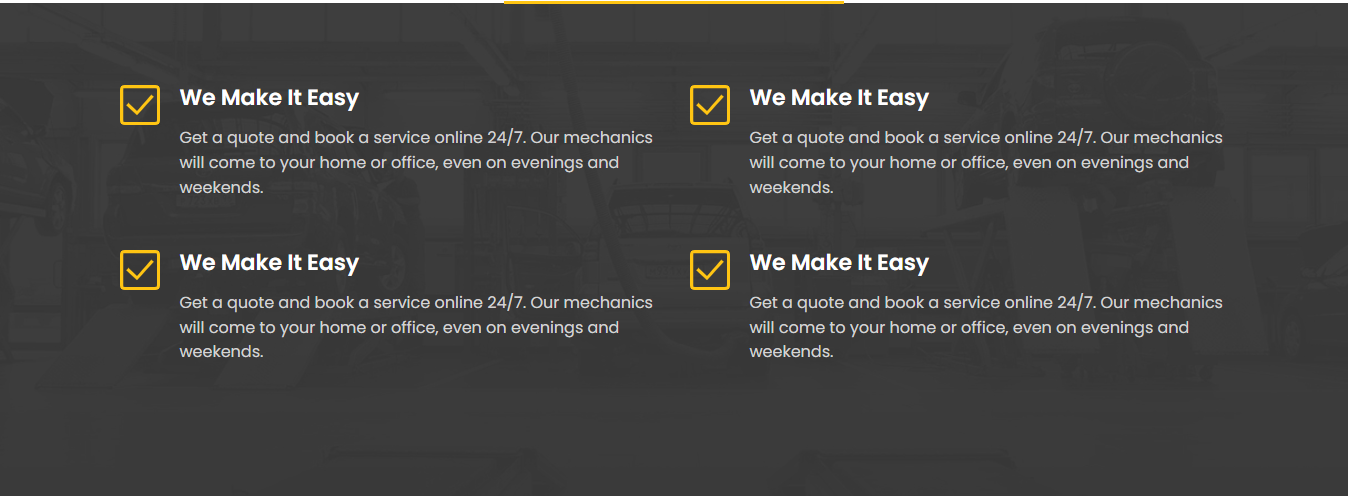 We Make It Easy
Get a quote and book a service online 24/7. Our mechanics
will come to your home or office, even on evenings and
weekends.
We Make It Easy
Get a quote and book a service online 24/7. Our mechanics
will come to your home or office, even on evenings and
weekends.
We Make It Easy
Get a quote and book a service online 24/7. Our mechanics
will come to your home or office, even on evenings and
weekends.
We Make It Easy
Get a quote and book a service online 24/7. Our mechanics
will come to your home or office, even on evenings and
weekends.